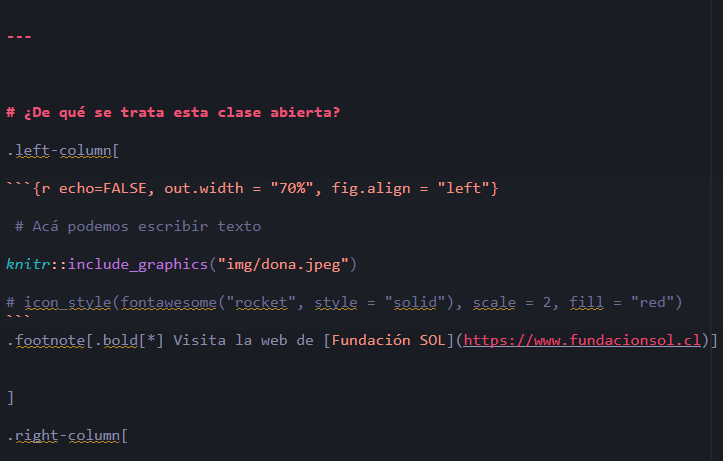 ---
# ¿De qué se trata esta clase abierta?
.left-column[
```{r echo=FALSE, out.width = "70%", fig.align = "left"}
# Acá podemos escribir texto
knitr::include_graphics("img/dona.jpeg")
# icon_style(fontawesome("rocket", style = "solid"), scale = 2, fill = "red")
```
.footnote[.bold[*] Visita la web de [Fundación SOL](https://www.fundacionsol.cl)]
]
.right-column[